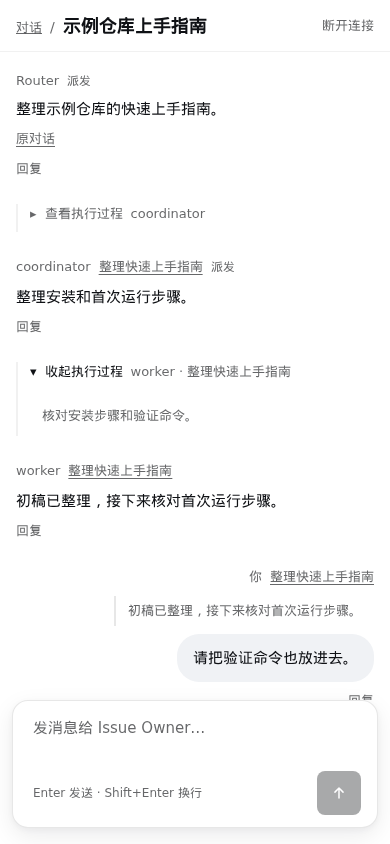 对话 / 示例仓库上手指南 断开连接
Router 派发
整理示例仓库的快速上手指南。
原对话
回复
▸ 查看执行过程 coordinator
coordinator 整理快速上手指南 派发
整理安装和首次运行步骤。
回复
▾ 收起执行过程 worker · 整理快速上手指南
核对安装步骤和验证命令。
worker 整理快速上手指南
初稿已整理，接下来核对首次运行步骤。
回复
你 整理快速上手指南
初稿已整理，接下来核对首次运行步骤。
请把验证命令也放进去。
回复
发消息给 Issue Owner…
Enter 发送 · Shift+Enter 换行